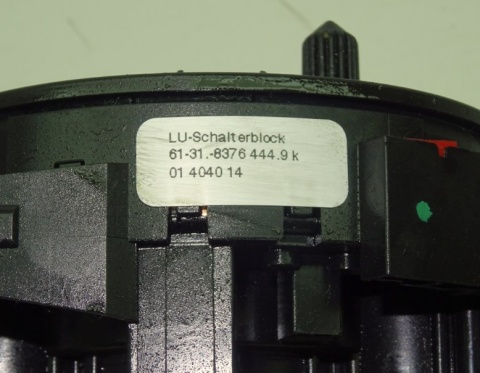 LU-Schalterblock
61-31.-8376 444.9 k
01 4040 14